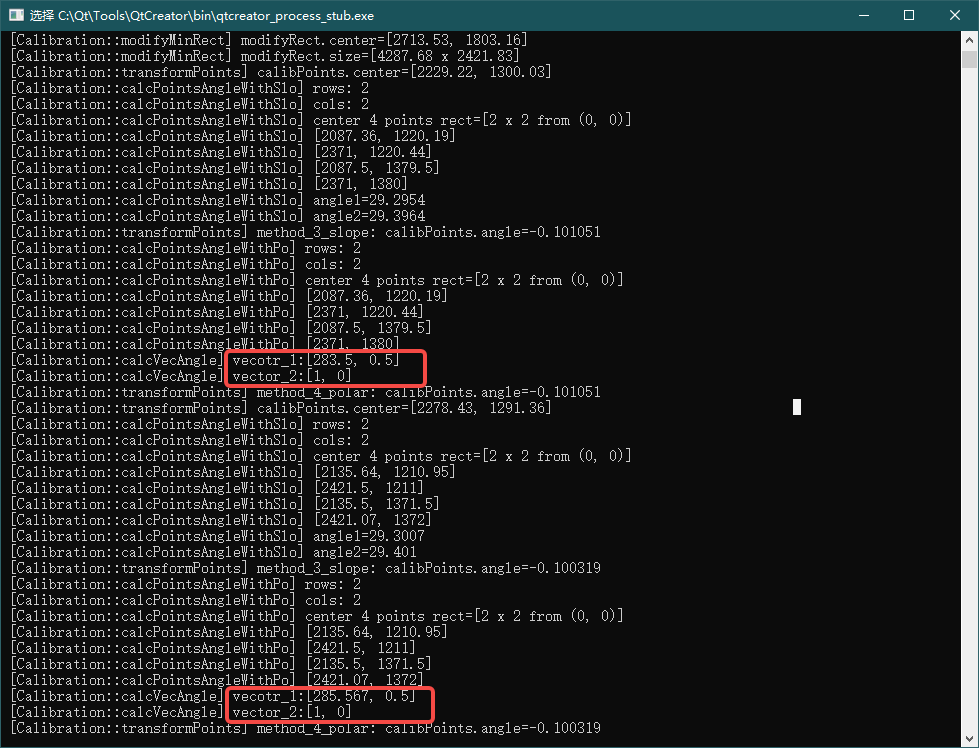 选择 C:\Qt\Tools\QtCreator\bin\qtcreator_process_stub.exe
[Calibration::modifyMinRect] modifyRect.center=[2713.53, 1803.16]
[Calibration::modifyMinRect] modifyRect.size=[4287.68 x 2421.83]
[Calibration::transformPoints] calibPoints.center=[2229.22, 1300.03]
[Calibration::calcPointsAngleWithSlo] rows: 2
[Calibration::calcPointsAngleWithSlo] cols: 2
[Calibration::calcPointsAngleWithSlo] center 4 points rect=[2 x 2 from (0, 0)]
[Calibration::calcPointsAngleWithSlo] [2087.36, 1220.19]
[Calibration::calcPointsAngleWithSlo] [2371, 1220.44]
[Calibration::calcPointsAngleWithSlo] [2087.5, 1379.5]
[Calibration::calcPointsAngleWithSlo] [2371, 1380]
[Calibration::calcPointsAngleWithSlo] angle1=29.2954
[Calibration::calcPointsAngleWithSlo] angle2=29.3964
[Calibration::transformPoints] method_3_slope: calibPoints.angle=-0.101051
[Calibration::calcPointsAngleWithPo] rows: 2
[Calibration::calcPointsAngleWithPo] cols: 2
[Calibration::calcPointsAngleWithPo] center 4 points rect=[2 x 2 from (0, 0)]
[Calibration::calcPointsAngleWithPo] [2087.36, 1220.19]
[Calibration::calcPointsAngleWithPo] [2371, 1220.44]
[Calibration::calcPointsAngleWithPo] [2087.5, 1379.5]
[Calibration::calcPointsAngleWithPo] [2371, 1380]
[Calibration::calcVecAngle] vecotr_1:[283.5, 0.5]
[Calibration::calcVecAngle] vector_2:[1, 0]
[Calibration::transformPoints] method_4_polar: calibPoints.angle=-0.101051
[Calibration::transformPoints] calibPoints.center=[2278.43, 1291.36]
[Calibration::calcPointsAngleWithSlo] rows: 2
[Calibration::calcPointsAngleWithSlo] cols: 2
[Calibration::calcPointsAngleWithSlo] center 4 points rect=[2 x 2 from (0, 0)]
[Calibration::calcPointsAngleWithSlo] [2135.64, 1210.95]
[Calibration::calcPointsAngleWithSlo] [2421.5, 1211]
[Calibration::calcPointsAngleWithSlo] [2135.5, 1371.5]
[Calibration::calcPointsAngleWithSlo] [2421.07, 1372]
[Calibration::calcPointsAngleWithSlo] angle1=29.3007
[Calibration::calcPointsAngleWithSlo] angle2=29.401
[Calibration::transformPoints] method_3_slope: calibPoints.angle=-0.100319
[Calibration::calcPointsAngleWithPo] rows: 2
[Calibration::calcPointsAngleWithPo] cols: 2
[Calibration::calcPointsAngleWithPo] center 4 points rect=[2 x 2 from (0, 0)]
[Calibration::calcPointsAngleWithPo] [2135.64, 1210.95]
[Calibration::calcPointsAngleWithPo] [2421.5, 1211]
[Calibration::calcPointsAngleWithPo] [2135.5, 1371.5]
[Calibration::calcPointsAngleWithPo] [2421.07, 1372]
[Calibration::calcVecAngle] vecotr_1:[285.567, 0.5]
[Calibration::calcVecAngle] vector_2:[1, 0]
[Calibration::transformPoints] method_4_polar: calibPoints.angle=-0.100319